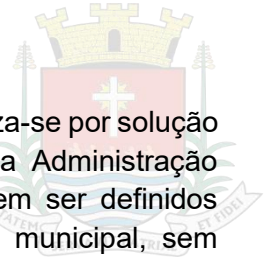 za-se por solução
a Administração
em ser definidos
municipal, sem